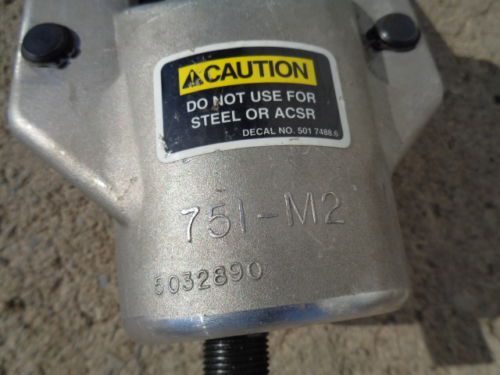 CAUTION
DO NOT USE FOR
STEEL OR ACSR
DECAL NO. 501 7488.6
751-M2
5032890